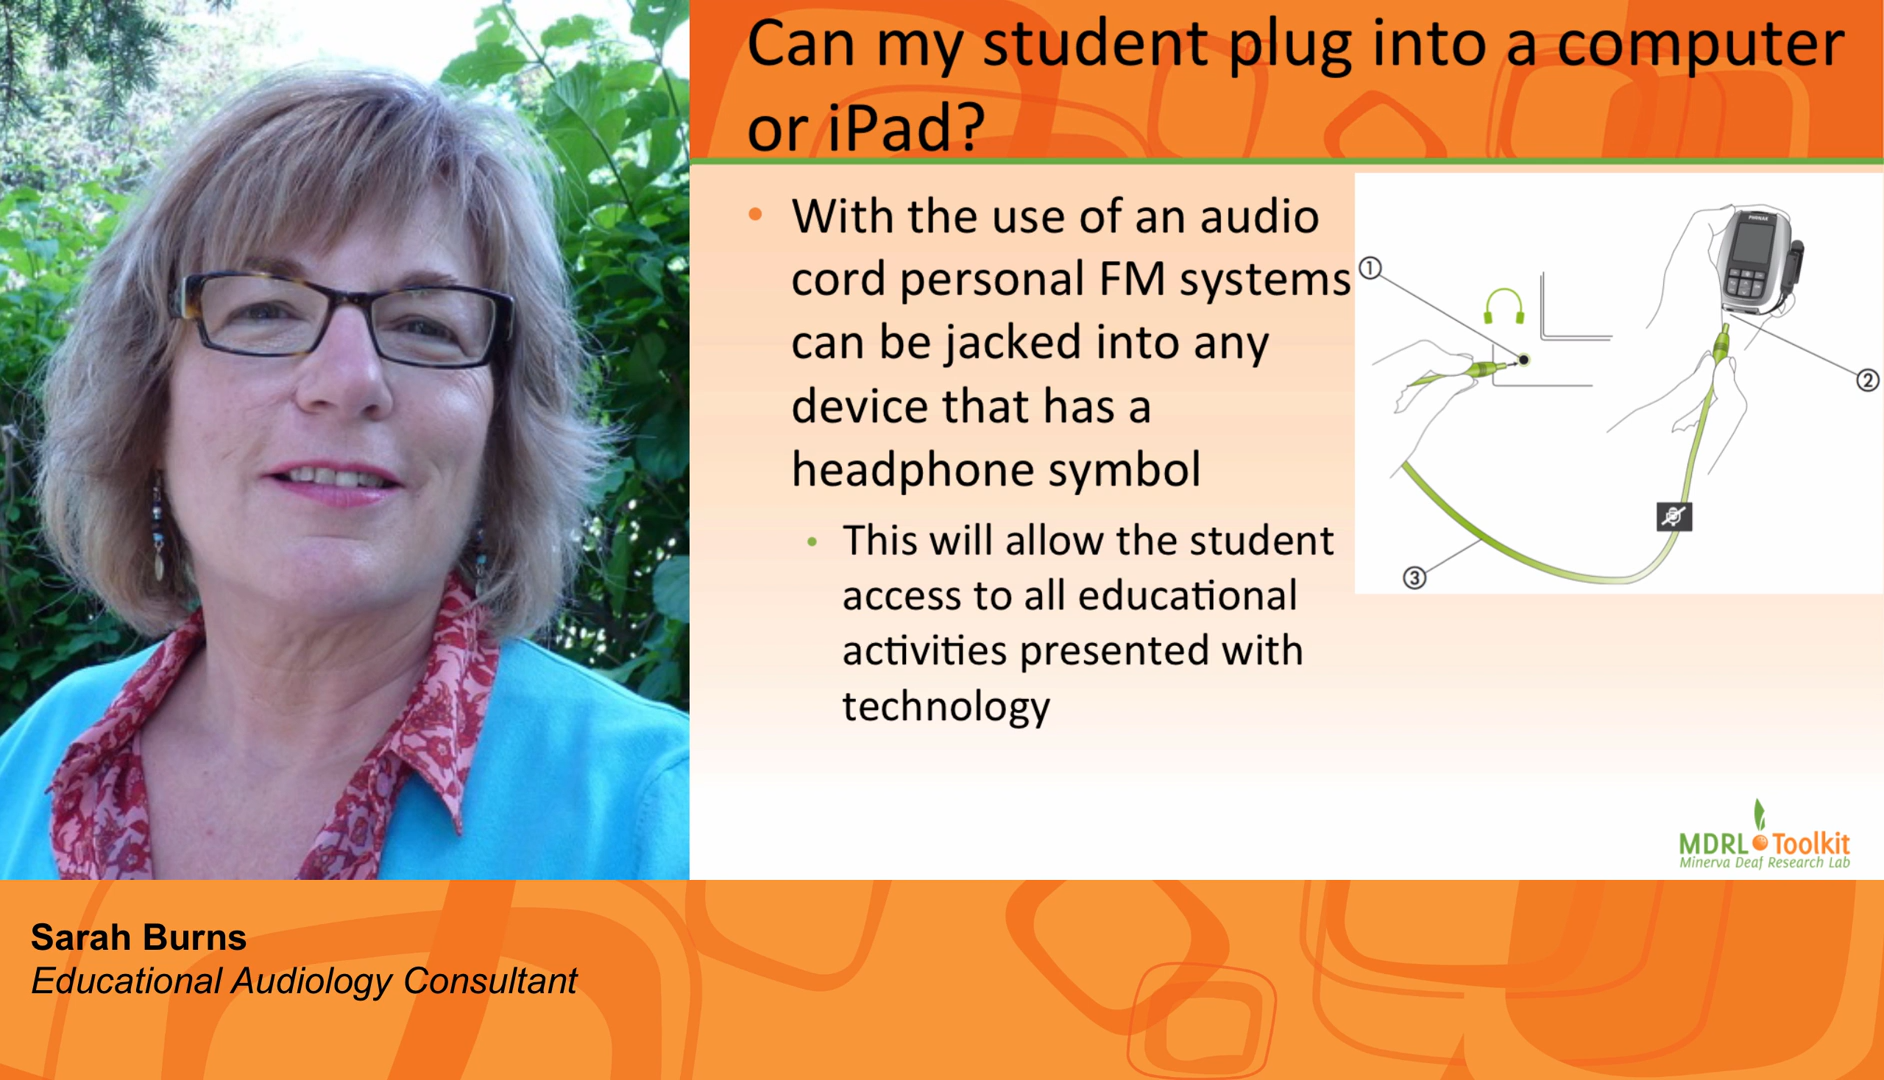 Can my student plug into a computer
or iPad?
• With the use of an audio
cord personal FM systems
can be jacked into any
device that has a
headphone symbol
• This will allow the student
access to all educational
activities presented with
technology
①
②
③
PHONAK
MDRL Toolkit
Minerva Deaf Research Lab
Sarah Burns
Educational Audiology Consultant